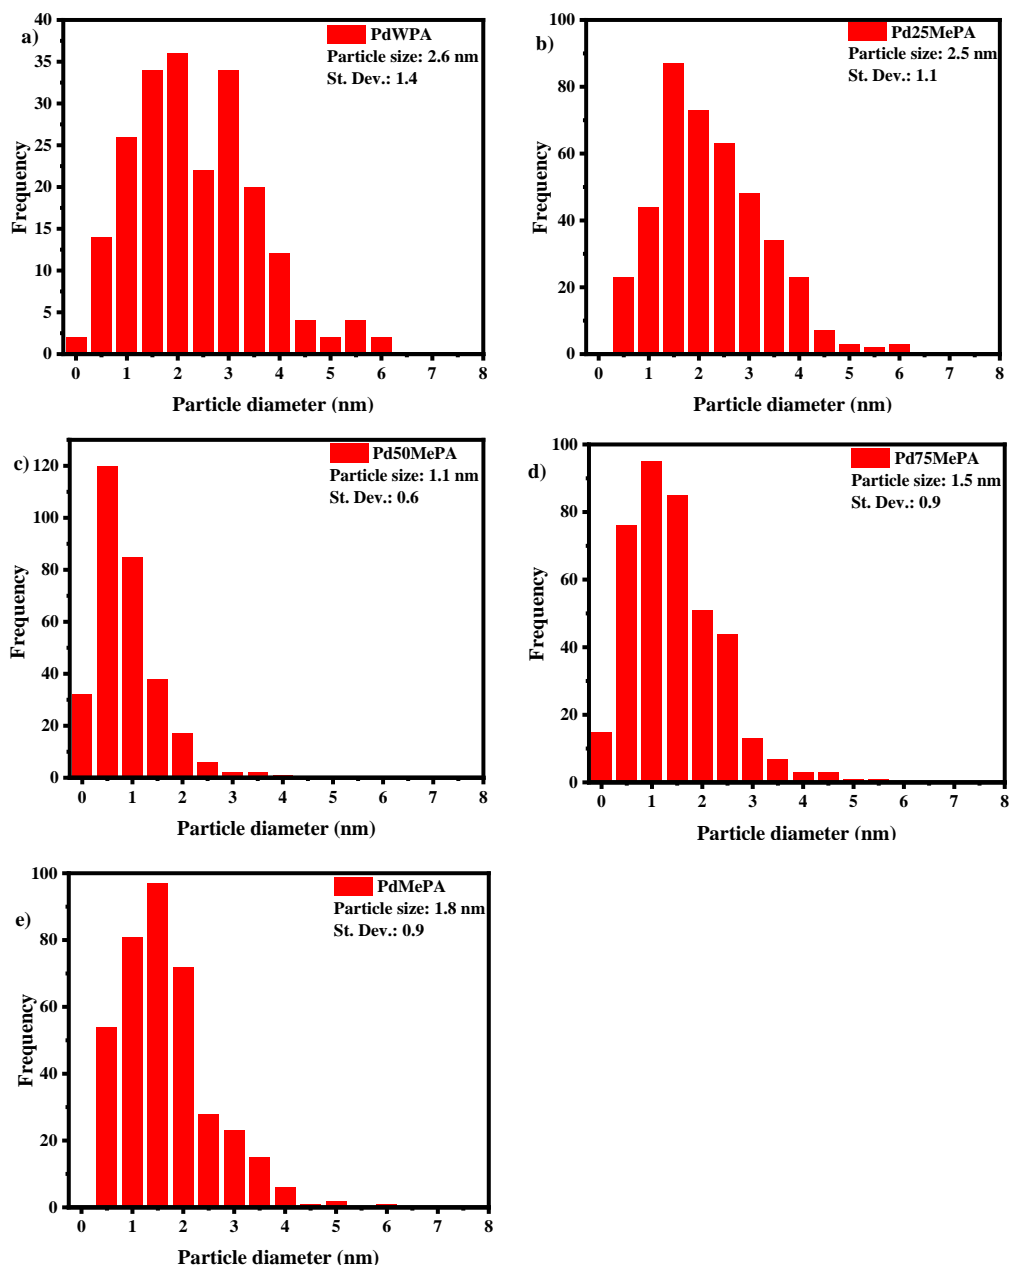 a)
PdWPA
Particle size: 2.6 nm
St. Dev.: 1.4
40
35
30
25
20
15
10
5
0
Frequency
0 1 2 3 4 5 6 7 8
Particle diameter (nm)
b)
Pd25MePA
Particle size: 2.5 nm
St. Dev.: 1.1
100
80
60
40
20
0
Frequency
0 1 2 3 4 5 6 7 8
Particle diameter (nm)
c)
Pd50MePA
Particle size: 1.1 nm
St. Dev.: 0.6
120
100
80
60
40
20
0
Frequency
0 1 2 3 4 5 6 7 8
Particle diameter (nm)
d)
Pd75MePA
Particle size: 1.5 nm
St. Dev.: 0.9
100
80
60
40
20
0
Frequency
0 1 2 3 4 5 6 7 8
Particle diameter (nm)
e)
PdMePA
Particle size: 1.8 nm
St. Dev.: 0.9
100
80
60
40
20
0
Frequency
0 1 2 3 4 5 6 7 8
Particle diameter (nm)